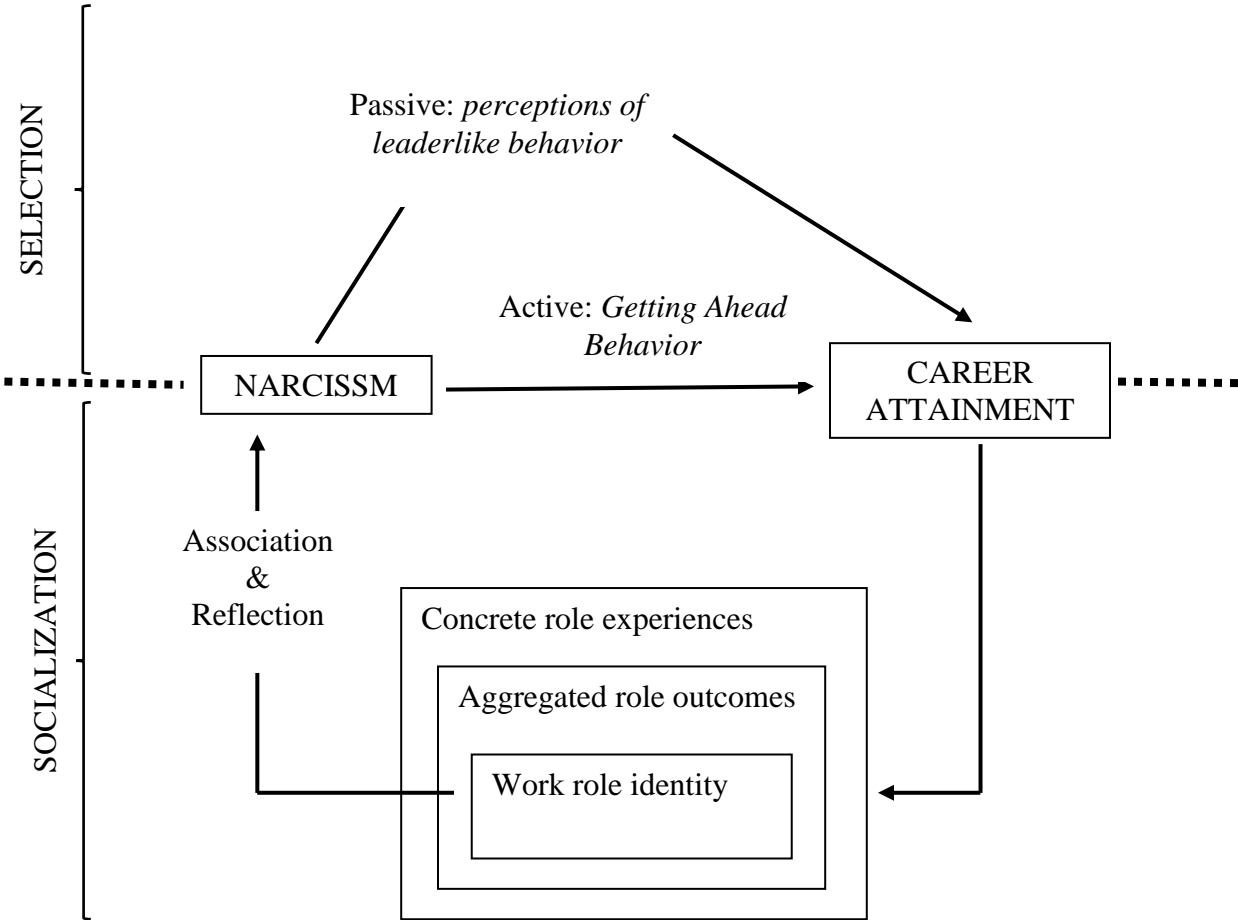 SELECTION
Passive: perceptions of
leaderlike behavior
Active: Getting Ahead
Behavior
NARCISSM
CAREER
ATTAINMENT
SOCIALIZATION
Association
&
Reflection
Concrete role experiences
Aggregated role outcomes
Work role identity